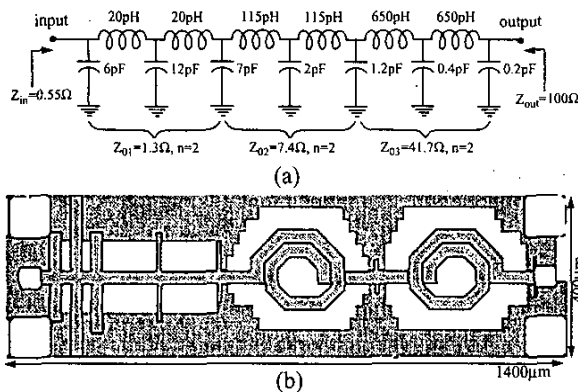 input 20pH 20pH 115pH 115pH 650pH 650pH output
6pF 12pF 7pF 2pF 1.2pF 0.4pF 0.2pF
Zin=0.55Ω Zout=100Ω
Z01=1.3Ω, n=2 Z02=7.4Ω, n=2 Z03=41.7Ω, n=2
(a)
1400μm
(b)